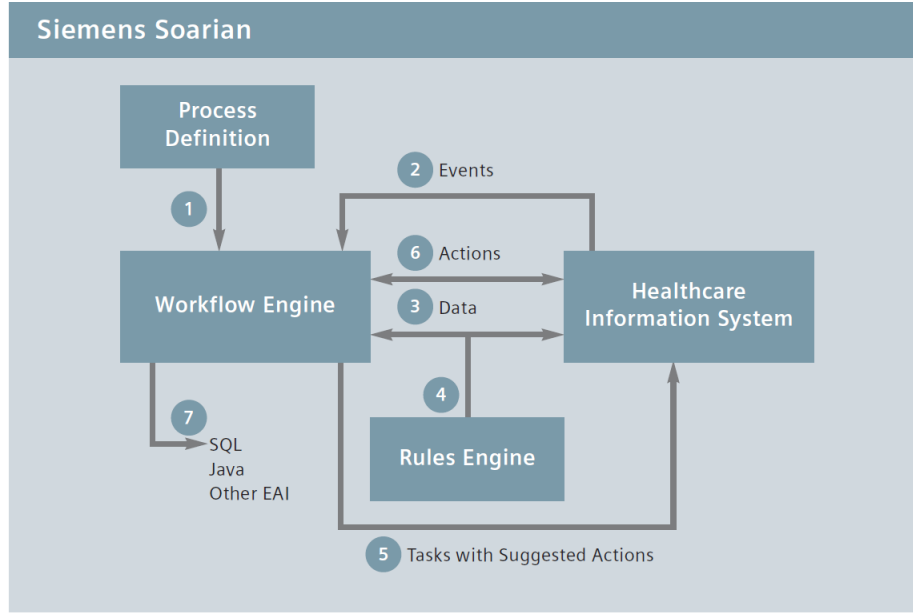 Siemens Soarian
Process
Definition
2 Events
1
6 Actions
Workflow Engine
3 Data
Healthcare
Information System
4
7
SQL
Java
Other EAI
Rules Engine
5 Tasks with Suggested Actions